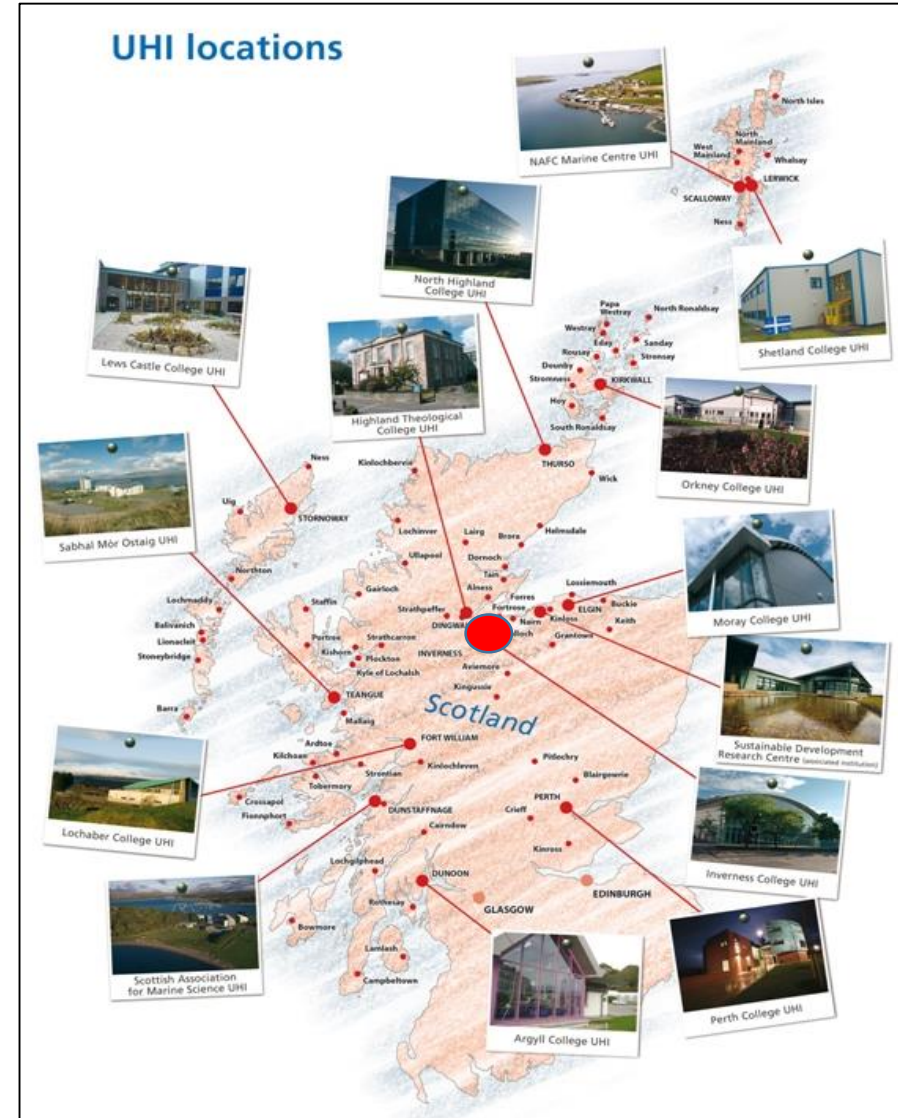 UHI locations
North Isles
NAFC Marine Centre UHI
North
Mainland
West
Mainland
Whalsay
LERWICK
SCALLOWAY
Ness
North Highland
College UHI
Shetland College UHI
Lews Castle College UHI
Papa
Westray
North Ronaldsay
Westray
Eday
Sanday
Rousay
Stronsay
Dounby
Stromness
KIRKWALL
Hoy
South Ronaldsay
Orkney College UHI
Highland Theological
College UHI
Ness
Kinlochbervie
THURSO
Wick
Uig
STORNOWAY
Sabhal Mòr Ostaig UHI
Lochinver
Lairg
Brora
Helmsdale
Dornoch
Ullapool
Tain
Northton
Gairloch
Alness
Lossiemouth
Moray College UHI
Staffin
Strathpeffer
Forres
Fortrose
ELGIN
Buckie
Lochmaddy
DINGWA
Nairn
Kinloss
Keith
Balivanich
Lionacleit
Portree
Strathcarron
INVERNESS
lloch
Grantown
Stoneybridge
Kishorn
Plockton
Aviemore
Kyle of Lochalsh
Kingussie
TEANGUE
Barra
Mallaig
Scotland
Sustainable Development
Research Centre (associated institution)
Ardtoe
FORT WILLIAM
Kilchoan
Pitlochry
Strontian
Kinlochleven
Blairgowrie
Tobermory
Crossapol
DUNSTAFFNAGE
PERTH
Fionnphort
Cairndow
Crieff
Lochaber College UHI
Inverness College UHI
Lochgilphead
Kinross
DUNOON
EDINBURGH
Rothesay
GLASGOW
Bowmore
Lamlash
Campbeltown
Scottish Association
for Marine Science UHI
Argyll College UHI
Perth College UHI